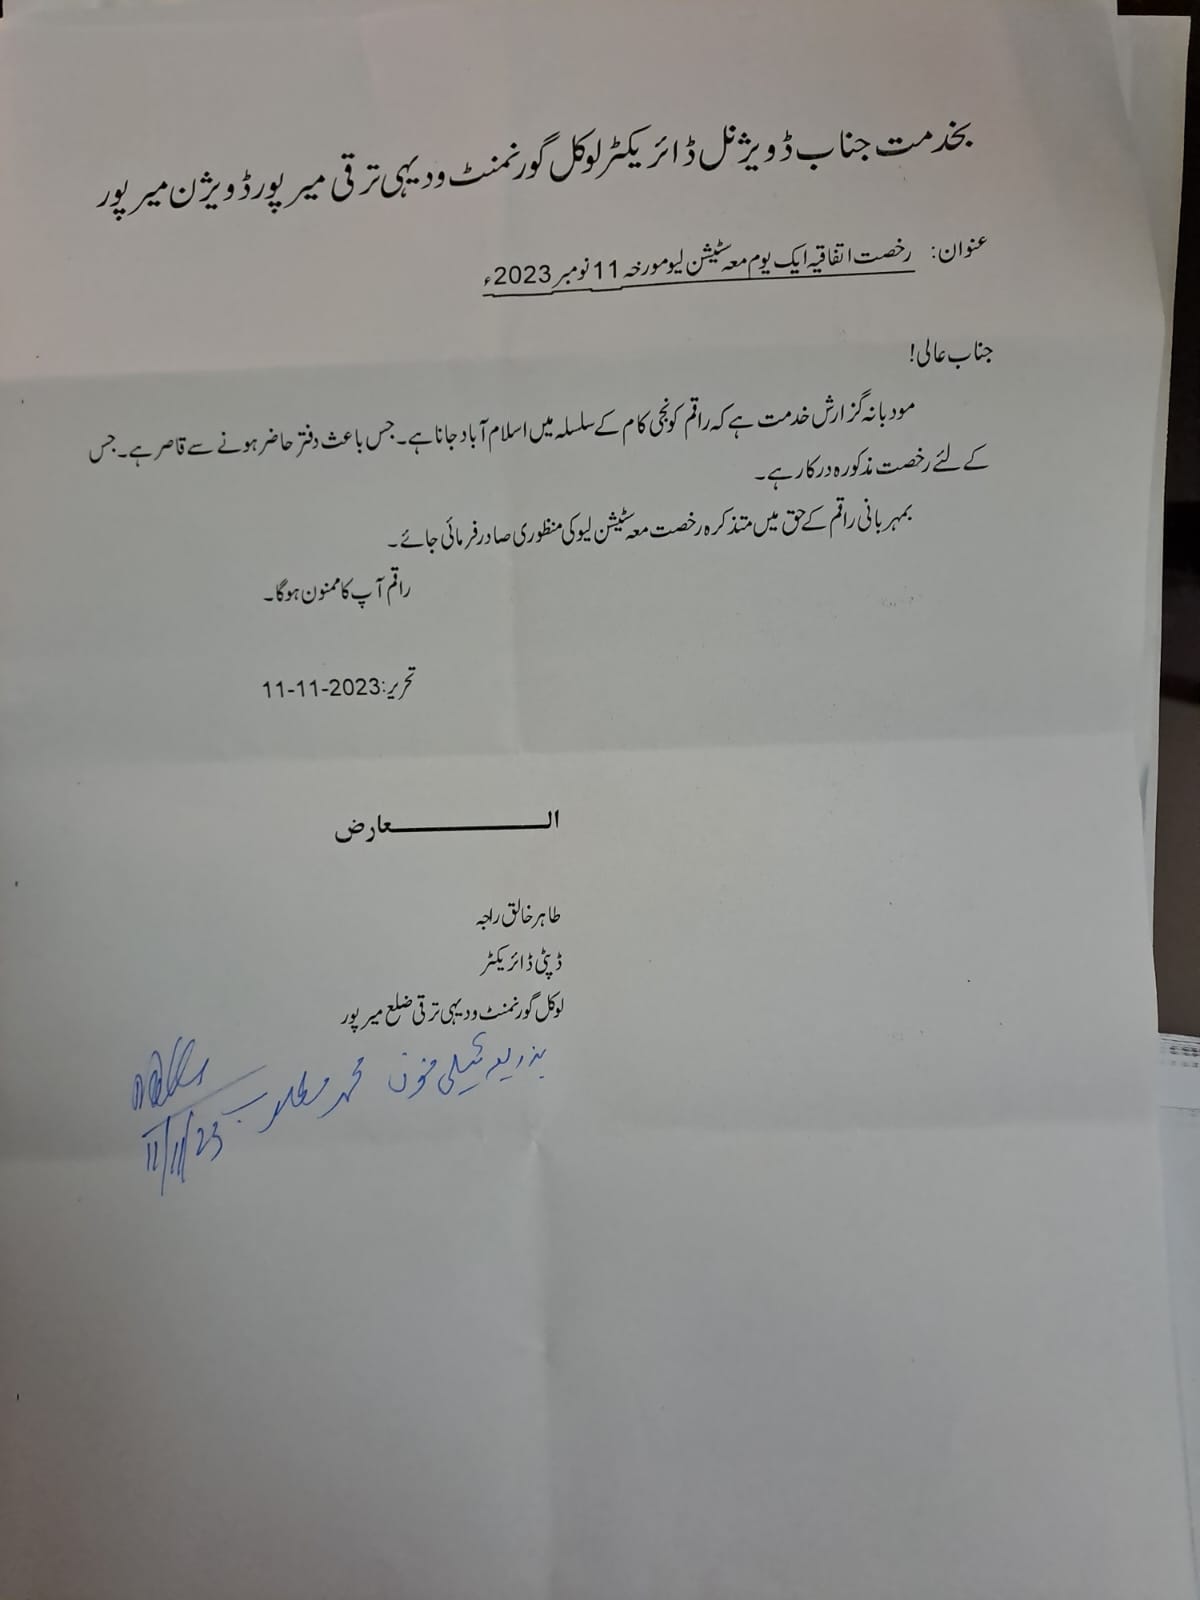 بخدمت جناب ڈویژنل ڈائریکٹر لوکل گورنمنٹ ودیہی ترقی میرپور ڈویژن میرپور
عنوان: رخصت اتفاقیہ ایک یوم معہ سٹیشن لیو مورخہ 11 نومبر 2023ء
جناب عالی!
مودبانہ گزارش خدمت ہے کہ راقم کو نجی کام کے سلسلہ میں اسلام آباد جانا ہے۔ جس باعث دفتر حاضر ہونے سے قاصر ہے۔ جس
کے لئے رخصت مذکورہ درکار ہے۔
بمہربانی راقم کے حق میں متذکرہ رخصت معہ سٹیشن لیو کی منظوری صادر فرمائی جائے۔
راقم آپ کا ممنون ہوگا۔
تحریر:11-11-2023
الـــــــــــعارض
طاہر خالق راجہ
ڈپٹی ڈائریکٹر
لوکل گورنمنٹ ودیہی ترقی ضلع میرپور
بذریعہ ٹیلی فون محمد مطلوب
11/11/23